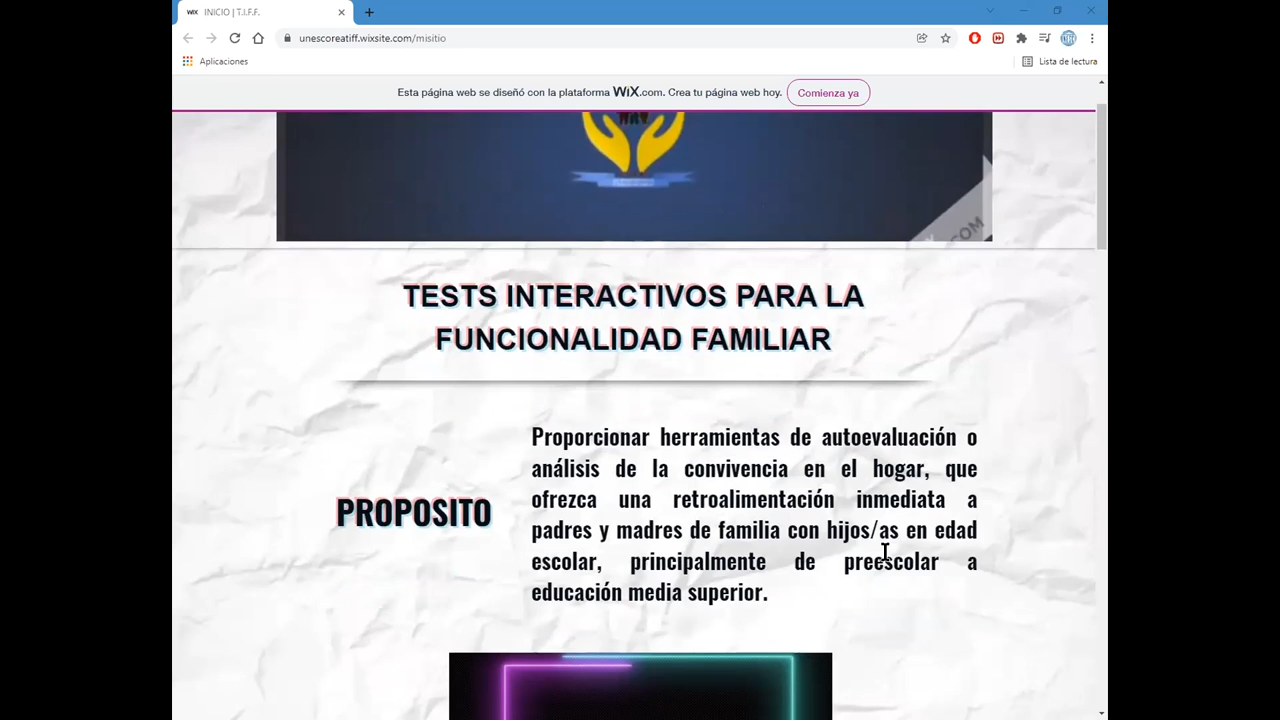 WiX INICIO | T.I.F.F.
unescoreatiff.wixsite.com/misitio
Aplicaciones
Lista de lectura
Esta página web se diseñó con la plataforma WiX.com. Crea tu página web hoy.
Comienza ya
.COM
TESTS INTERACTIVOS PARA LA
FUNCIONALIDAD FAMILIAR
Proporcionar herramientas de autoevaluación o
análisis de la convivencia en el hogar, que
ofrezca una retroalimentación inmediata a
PROPOSITO
padres y madres de familia con hijos/as en edad
escolar, principalmente de preescolar a
educación media superior.